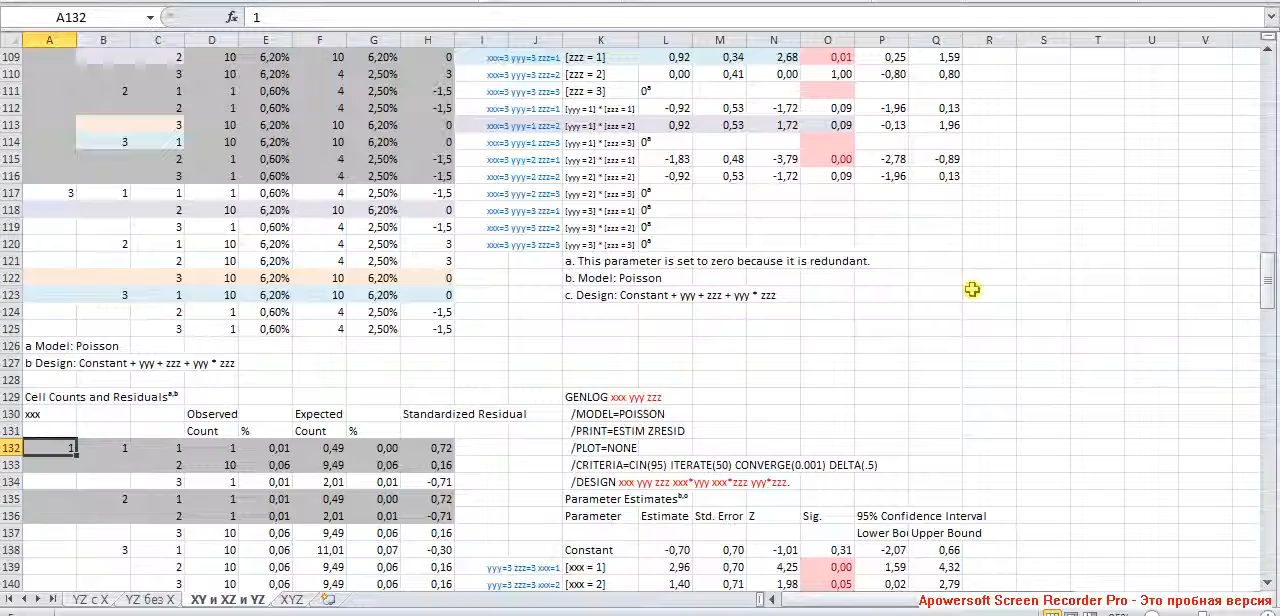 A132 fx 1
A B C D E F G H I J K L M N O P Q R S T U V
109 2 10 6,20% 10 6,20% 0 xxx=3 yyy=3 zzz=1 [zzz = 1] 0,92 0,34 2,68 0,01 0,25 1,59
110 3 10 6,20% 4 6,20% 3 xxx=3 yyy=3 zzz=2 [zzz = 2] 0,00 0,41 0,00 1,00 -0,80 0,80
111 2 1 1 0,60% 4 2,50% -1,5 xxx=3 yyy=3 zzz=3 [zzz = 3] 0ª
112 2 10 6,20% 10 6,20% 0 xxx=3 yyy=1 zzz=1 [yyy = 1] * [zzz = 1] -0,92 0,53 -1,72 0,09 -1,96 0,13
113 3 10 6,20% 10 6,20% 0 xxx=3 yyy=1 zzz=2 [yyy = 1] * [zzz = 2] 0,92 0,53 1,72 0,09 -0,13 1,96
114 3 1 10 6,20% 10 6,20% 0 xxx=3 yyy=1 zzz=3 [yyy = 1] * [zzz = 3] 0ª
115 2 1 0,60% 4 2,50% -1,5 xxx=3 yyy=2 zzz=1 [yyy = 2] * [zzz = 1] -1,83 0,48 -3,79 0,00 -2,78 -0,89
116 3 1 0,60% 4 2,50% -1,5 xxx=3 yyy=2 zzz=2 [yyy = 2] * [zzz = 2] -0,92 0,53 -1,72 0,09 -1,96 0,13
117 3 1 1 1 0,60% 4 2,50% -1,5 xxx=3 yyy=2 zzz=3 [yyy = 2] * [zzz = 3] 0ª
118 2 10 6,20% 10 6,20% 0 xxx=3 yyy=3 zzz=1 [yyy = 3] * [zzz = 1] 0ª
119 3 1 0,60% 4 2,50% -1,5 xxx=3 yyy=3 zzz=2 [yyy = 3] * [zzz = 2] 0ª
120 2 1 10 6,20% 4 2,50% 3 xxx=3 yyy=3 zzz=3 [yyy = 3] * [zzz = 3] 0ª
121 2 10 6,20% 4 2,50% 3 a. This parameter is set to zero because it is redundant.
122 3 10 6,20% 10 6,20% 0 b. Model: Poisson
123 3 1 10 6,20% 10 6,20% 0 c. Design: Constant + yyy + zzz + yyy * zzz
124 2 1 0,60% 4 2,50% -1,5
125 3 1 0,60% 4 2,50% -1,5
126 a Model: Poisson
127 b Design: Constant + yyy + zzz + yyy * zzz
128
129 Cell Counts and Residualsᵃ,ᵇ GENLOG xxx yyy zzz
130 xxx Observed Expected Standardized Residual /MODEL=POISSON
131 Count % Count % /PRINT=ESTIM ZRESID
132 1 1 1 1 0,01 0,49 0,00 0,72 /PLOT=NONE
133 2 10 0,06 9,49 0,06 0,16 /CRITERIA=CIN(95) ITERATE(50) CONVERGE(0.001) DELTA(.5)
134 3 1 0,01 2,01 0,01 -0,71 /DESIGN xxx yyy zzz xxx*yyy xxx*zzz yyy*zzz.
135 2 1 1 0,01 0,49 0,00 0,72 Parameter Estimatesᵇ,ᶜ
136 2 1 0,01 2,01 0,01 -0,71 Parameter Estimate Std. Error Z Sig. 95% Confidence Interval
137 3 10 0,06 9,49 0,06 0,16 Lower Bo Upper Bound
138 3 1 10 0,06 11,01 0,07 -0,30 Constant -0,70 0,70 -1,01 0,31 -2,07 0,66
139 2 10 0,06 9,49 0,06 0,16 yyy=3 zzz=3 xxx=1 [xxx = 1] 2,96 0,70 4,25 0,00 1,59 4,32
140 3 10 0,06 9,49 0,06 0,16 yyy=3 zzz=3 xxx=2 [xxx = 2] 1,40 0,71 1,98 0,05 0,02 2,79
YZ с X YZ без X XY и XZ и YZ XYZ
Apowersoft Screen Recorder Pro - Это пробная версия